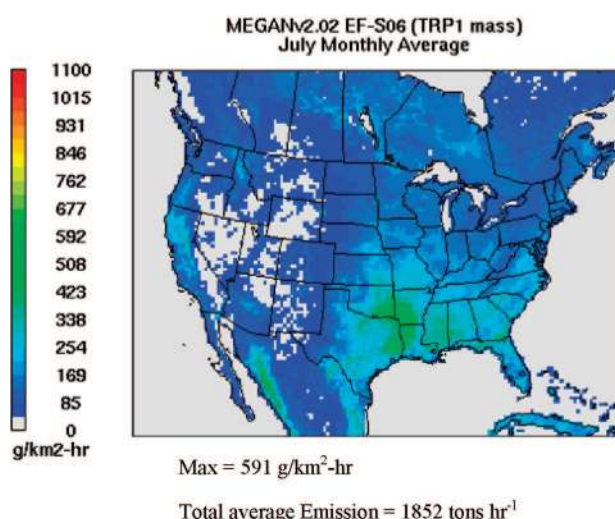 MEGANv2.02 EF-S06 (TRP1 mass)
July Monthly Average
1100
1015
931
846
762
677
592
508
423
338
254
169
85
0
g/km2-hr
Max = 591 g/km²-hr
Total average Emission = 1852 tons hr⁻¹